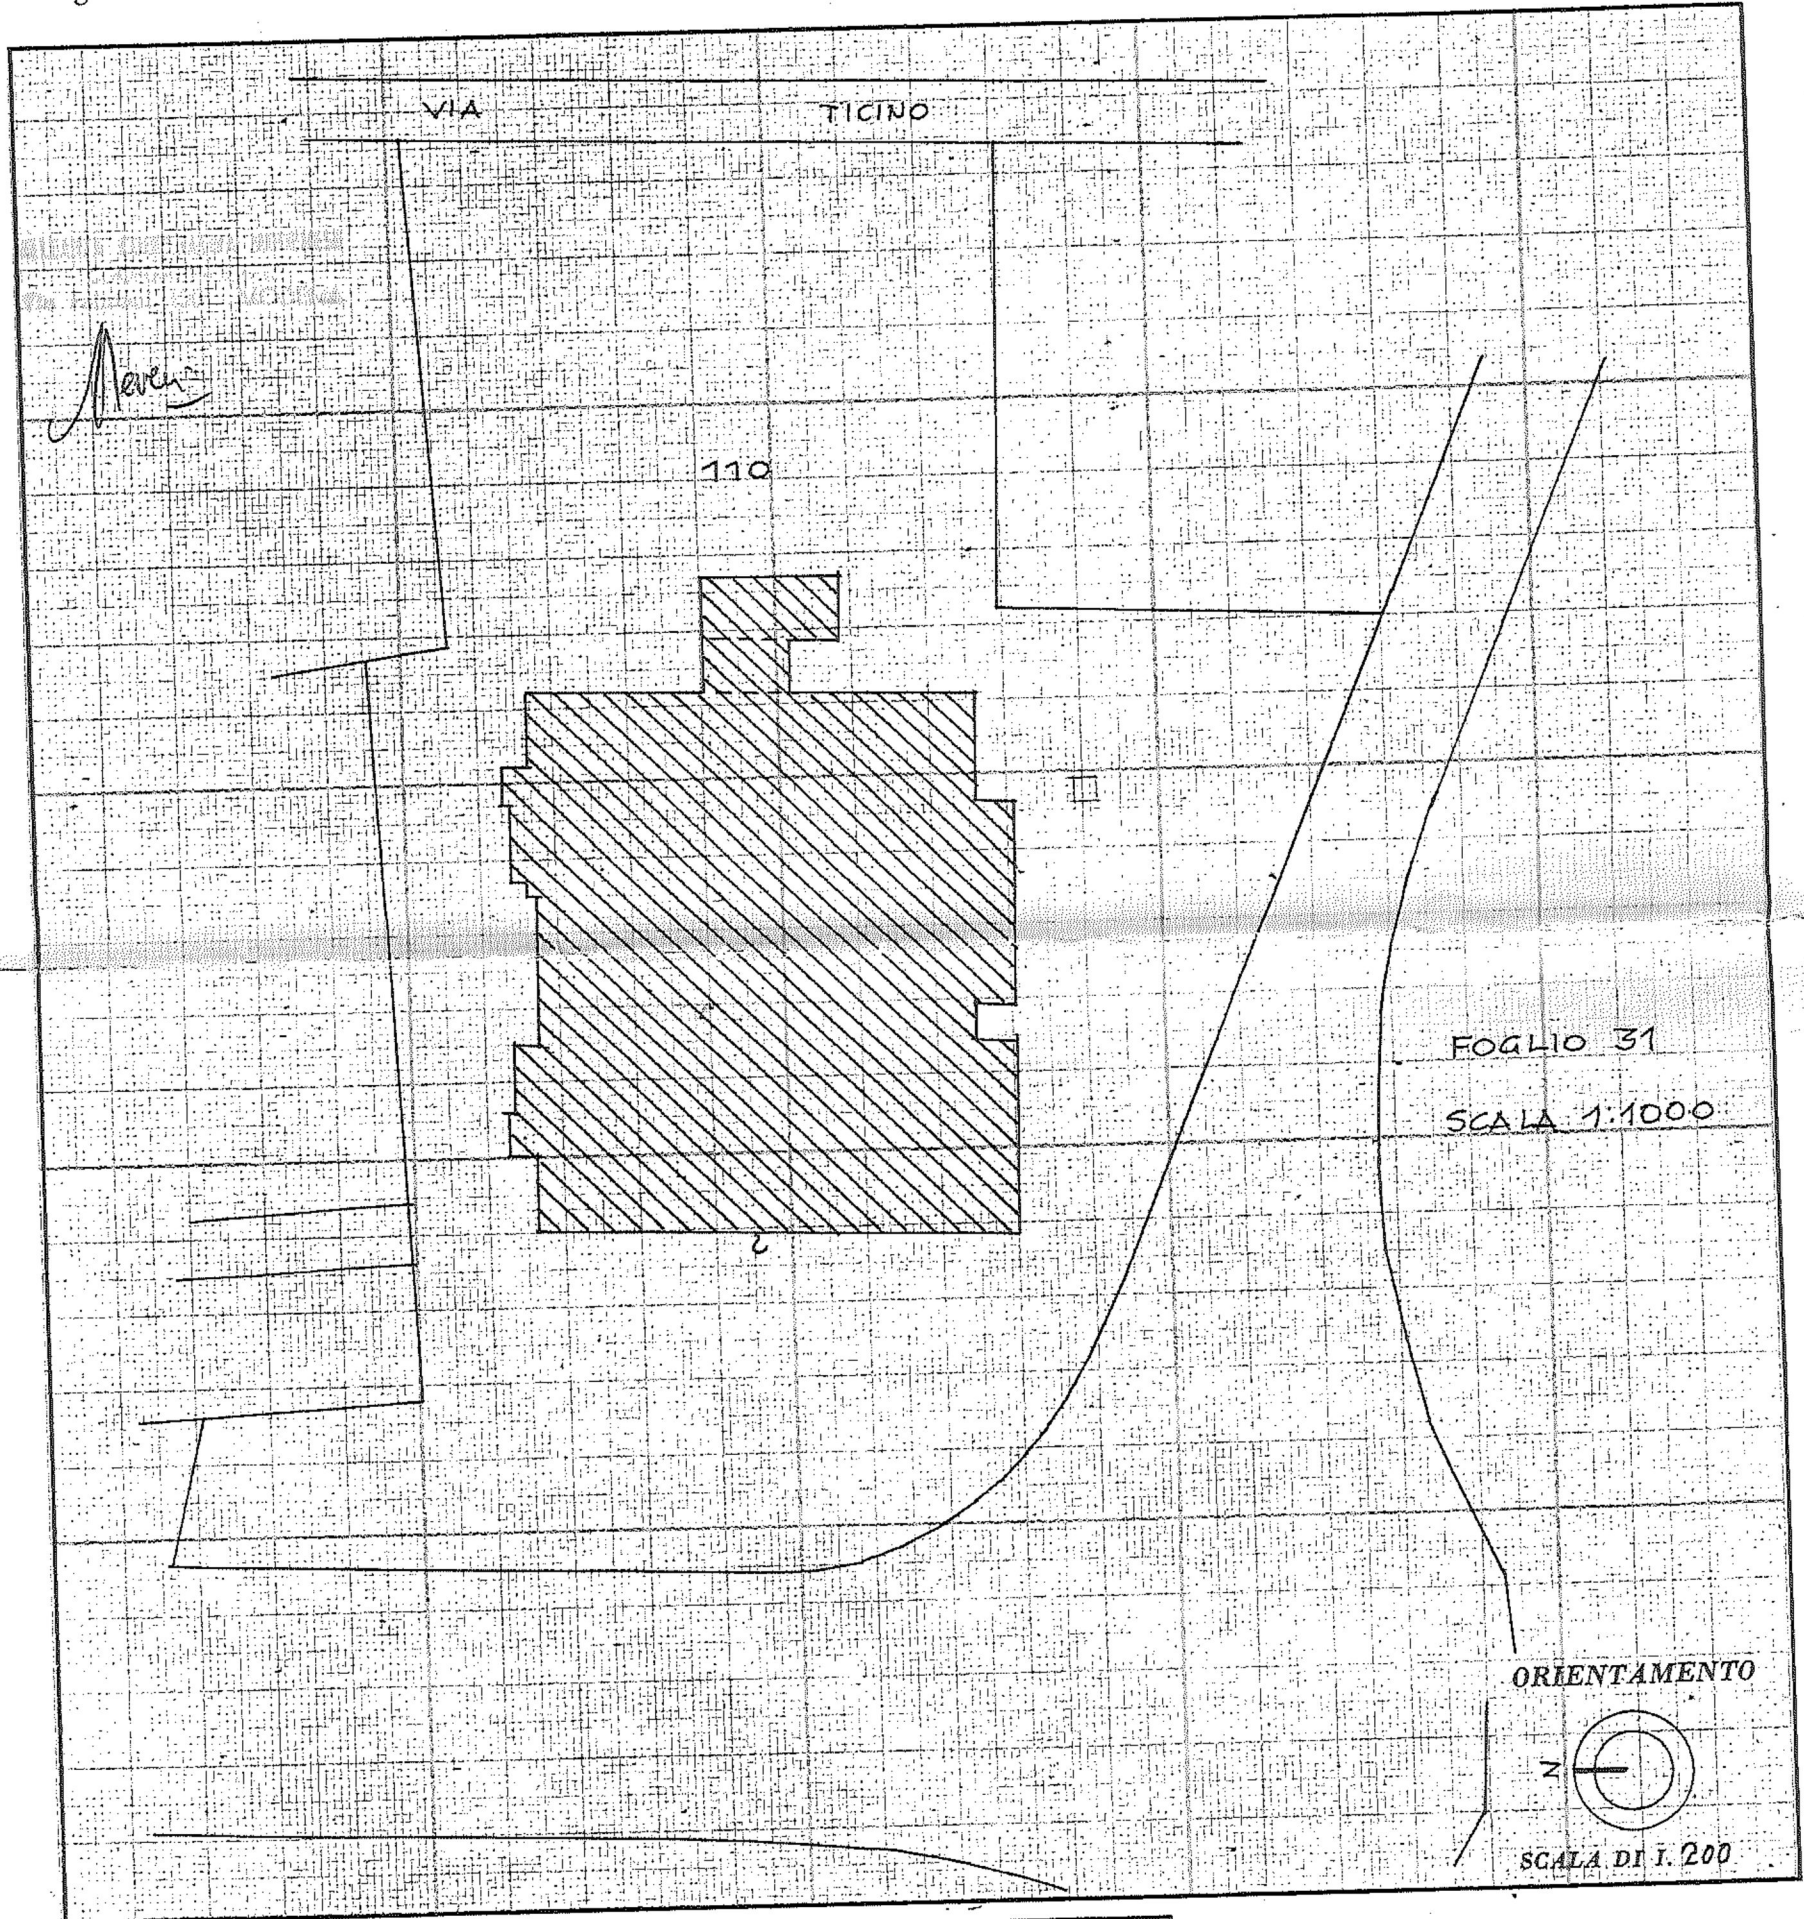 VIA TICINO
110
FOGLIO 31
SCALA 1:1000
ORIENTAMENTO
N
SCALA DI 1: 200